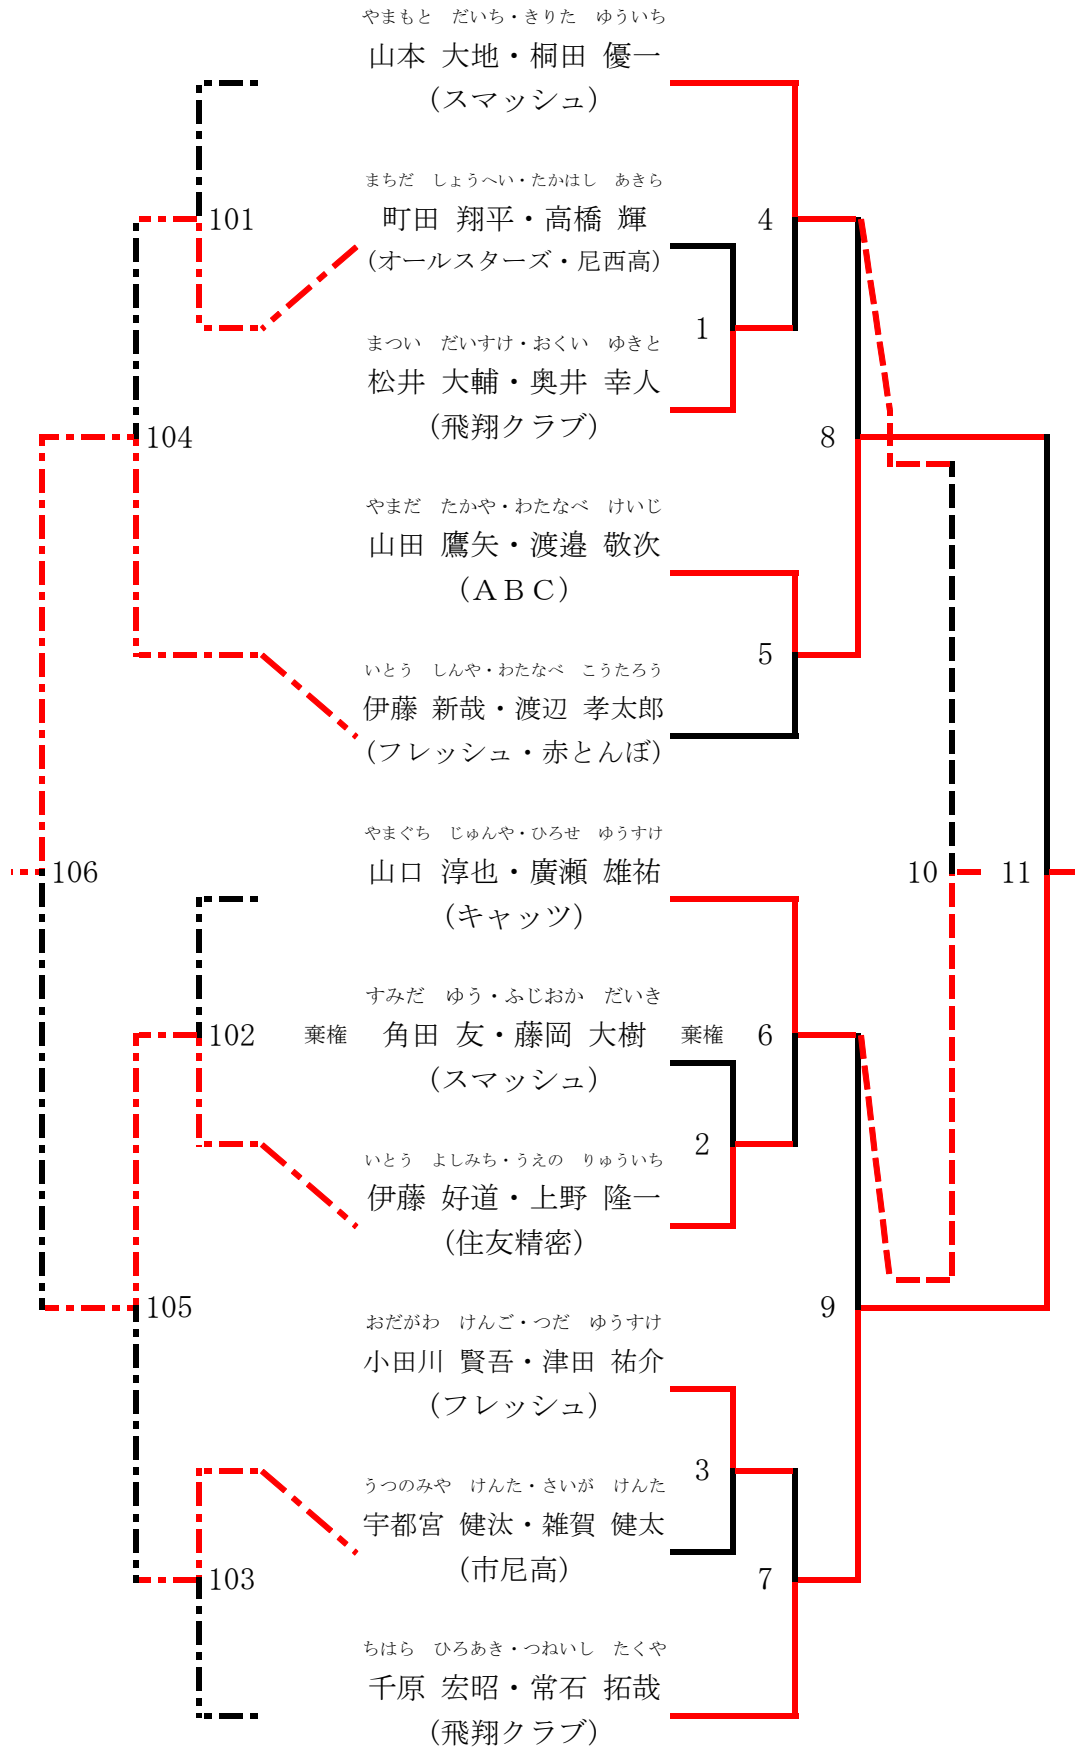 やまもと だいち・きりた ゆういち
山本 大地・桐田 優一
(スマッシュ)
まちだ しょうへい・たかはし あきら
101
町田 翔平・高橋 輝
4
(オールスターズ・尼西高)
1
まつい だいすけ・おくい ゆきと
松井 大輔・奥井 幸人
(飛翔クラブ)
104
8
やまだ たかや・わたなべ けいじ
山田 鷹矢・渡邉 敬次
(ＡＢＣ)
5
いとう しんや・わたなべ こうたろう
伊藤 新哉・渡辺 孝太郎
(フレッシュ・赤とんぼ)
やまぐち じゅんや・ひろせ ゆうすけ
106
山口 淳也・廣瀬 雄祐
10
11
(キャッツ)
すみだ ゆう・ふじおか だいき
102
棄権
角田 友・藤岡 大樹
棄権
6
(スマッシュ)
2
いとう よしみち・うえの りゅういち
伊藤 好道・上野 隆一
(住友精密)
105
9
おだがわ けんご・つだ ゆうすけ
小田川 賢吾・津田 祐介
(フレッシュ)
3
うつのみや けんた・さいが けんた
宇都宮 健汰・雑賀 健太
(市尼高)
103
7
ちはら ひろあき・つねいし たくや
千原 宏昭・常石 拓哉
(飛翔クラブ)